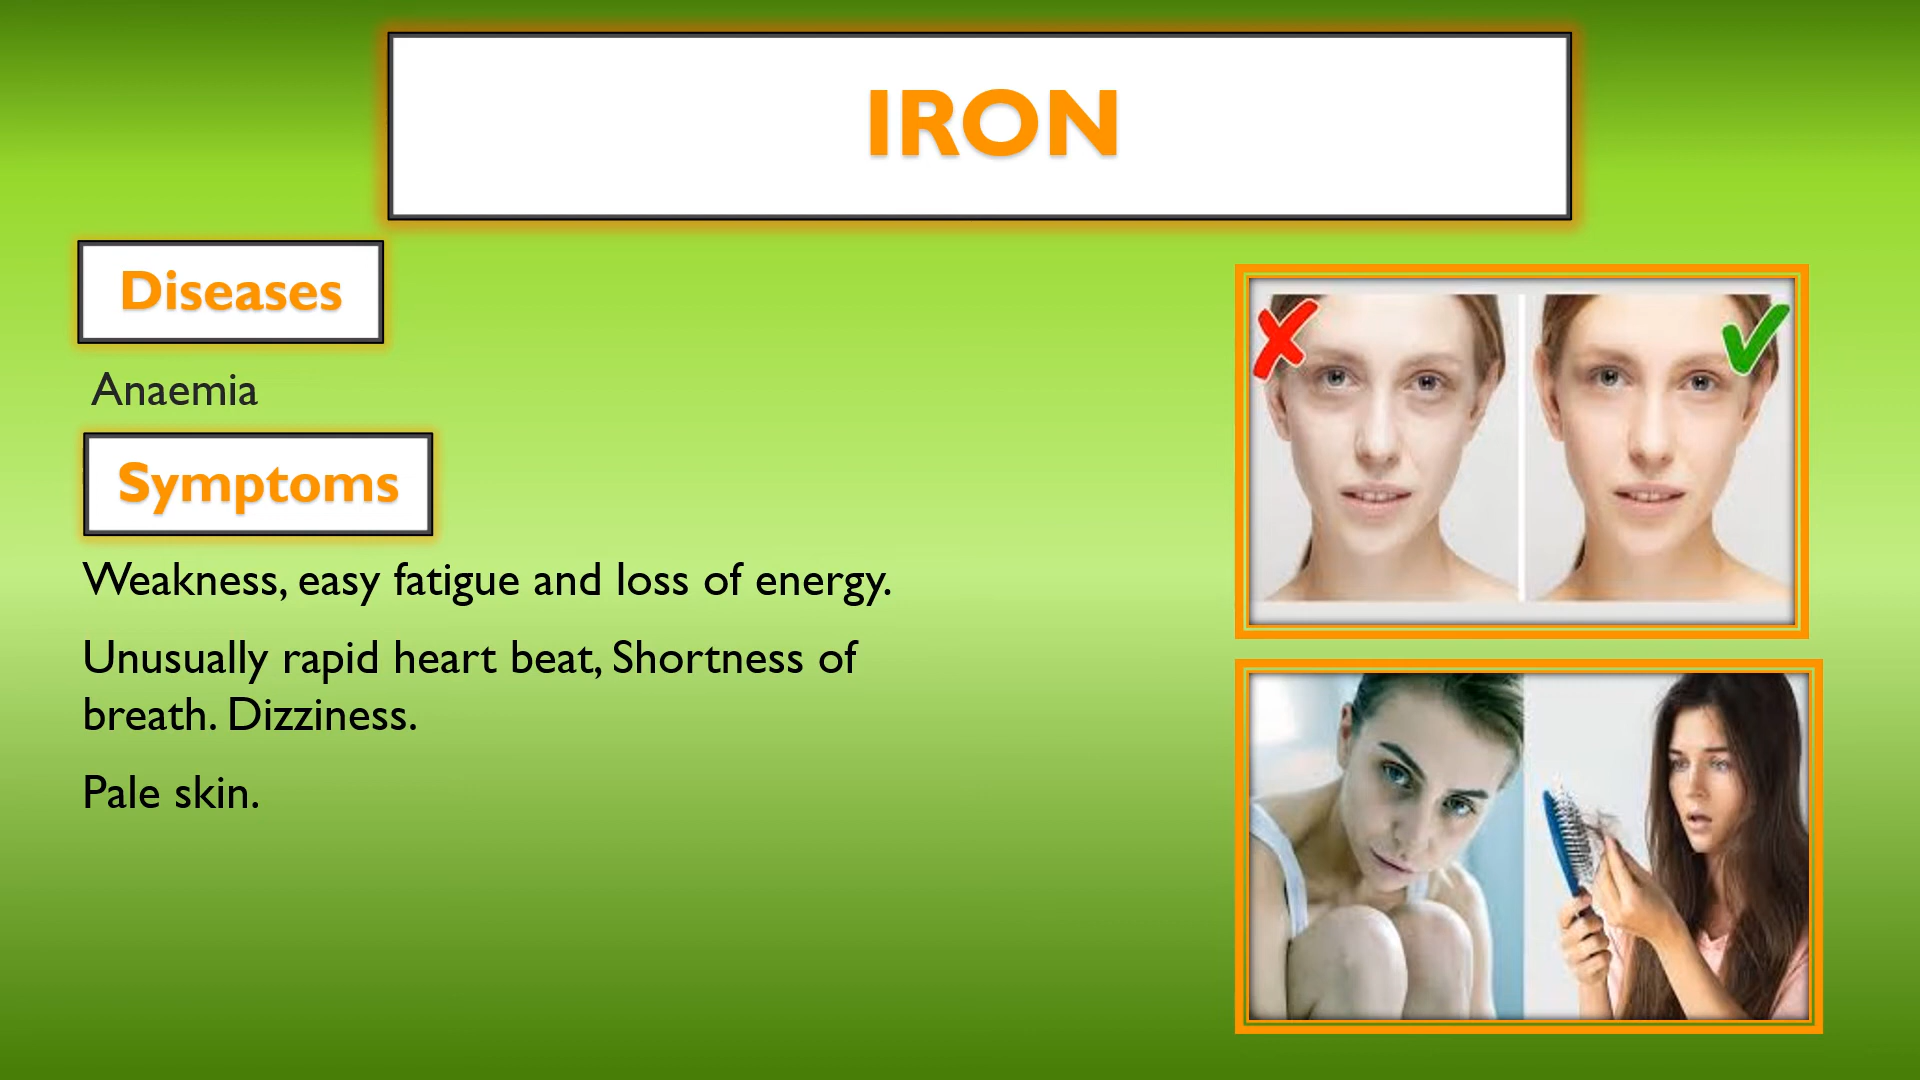 IRON
Diseases
Anaemia
Symptoms
Weakness, easy fatigue and loss of energy.
Unusually rapid heart beat, Shortness of
breath. Dizziness.
Pale skin.